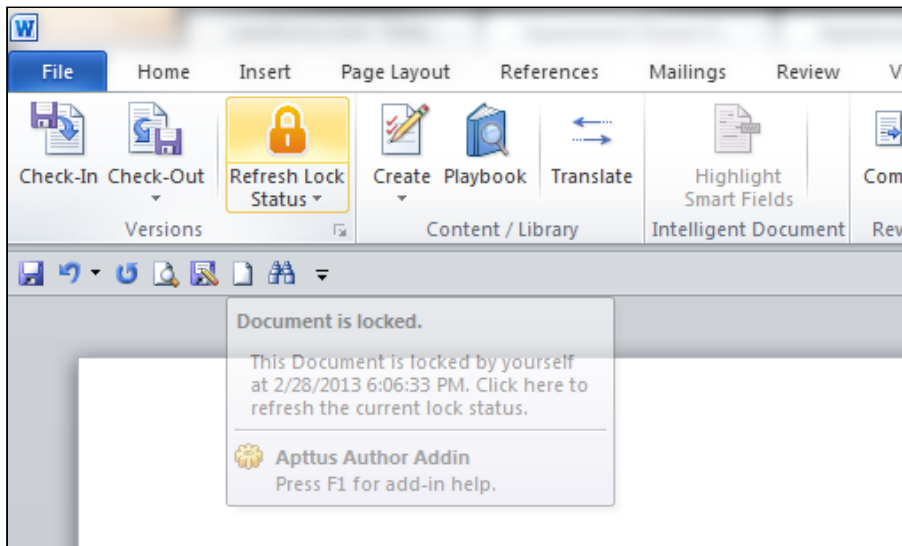 W
File Home Insert Page Layout References Mailings Review V
Check-In Check-Out Refresh Lock Status Create Playbook Translate Highlight Smart Fields Com
Versions Content / Library Intelligent Document Rev
Document is locked.
This Document is locked by yourself
at 2/28/2013 6:06:33 PM. Click here to
refresh the current lock status.
Apttus Author Addin
Press F1 for add-in help.